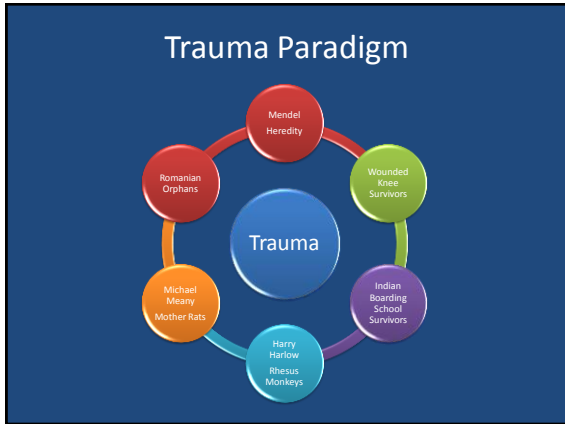 Trauma Paradigm
Mendel
Heredity
Wounded
Knee
Survivors
Indian
Boarding
School
Survivors
Harry
Harlow
Rhesus
Monkeys
Michael
Meany
Mother Rats
Romanian
Orphans
Trauma